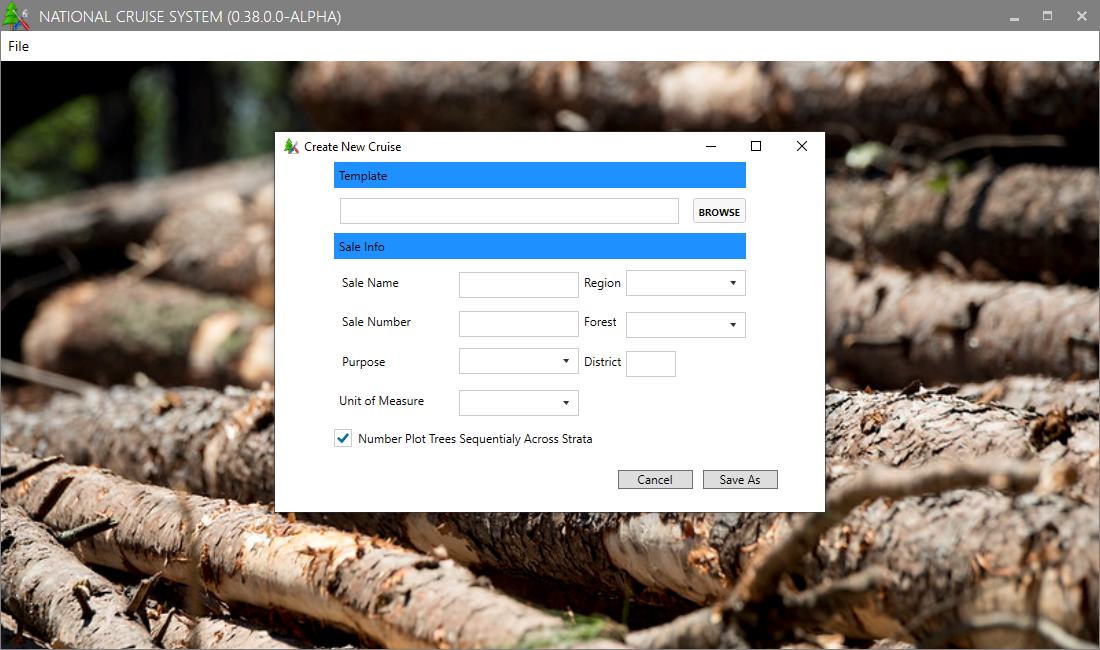 NATIONAL CRUISE SYSTEM (0.38.0.0-ALPHA)
File
Create New Cruise
Template
BROWSE
Sale Info
Sale Name
Region
Sale Number
Forest
Purpose
District
Unit of Measure
Number Plot Trees Sequentialy Across Strata
Cancel
Save As